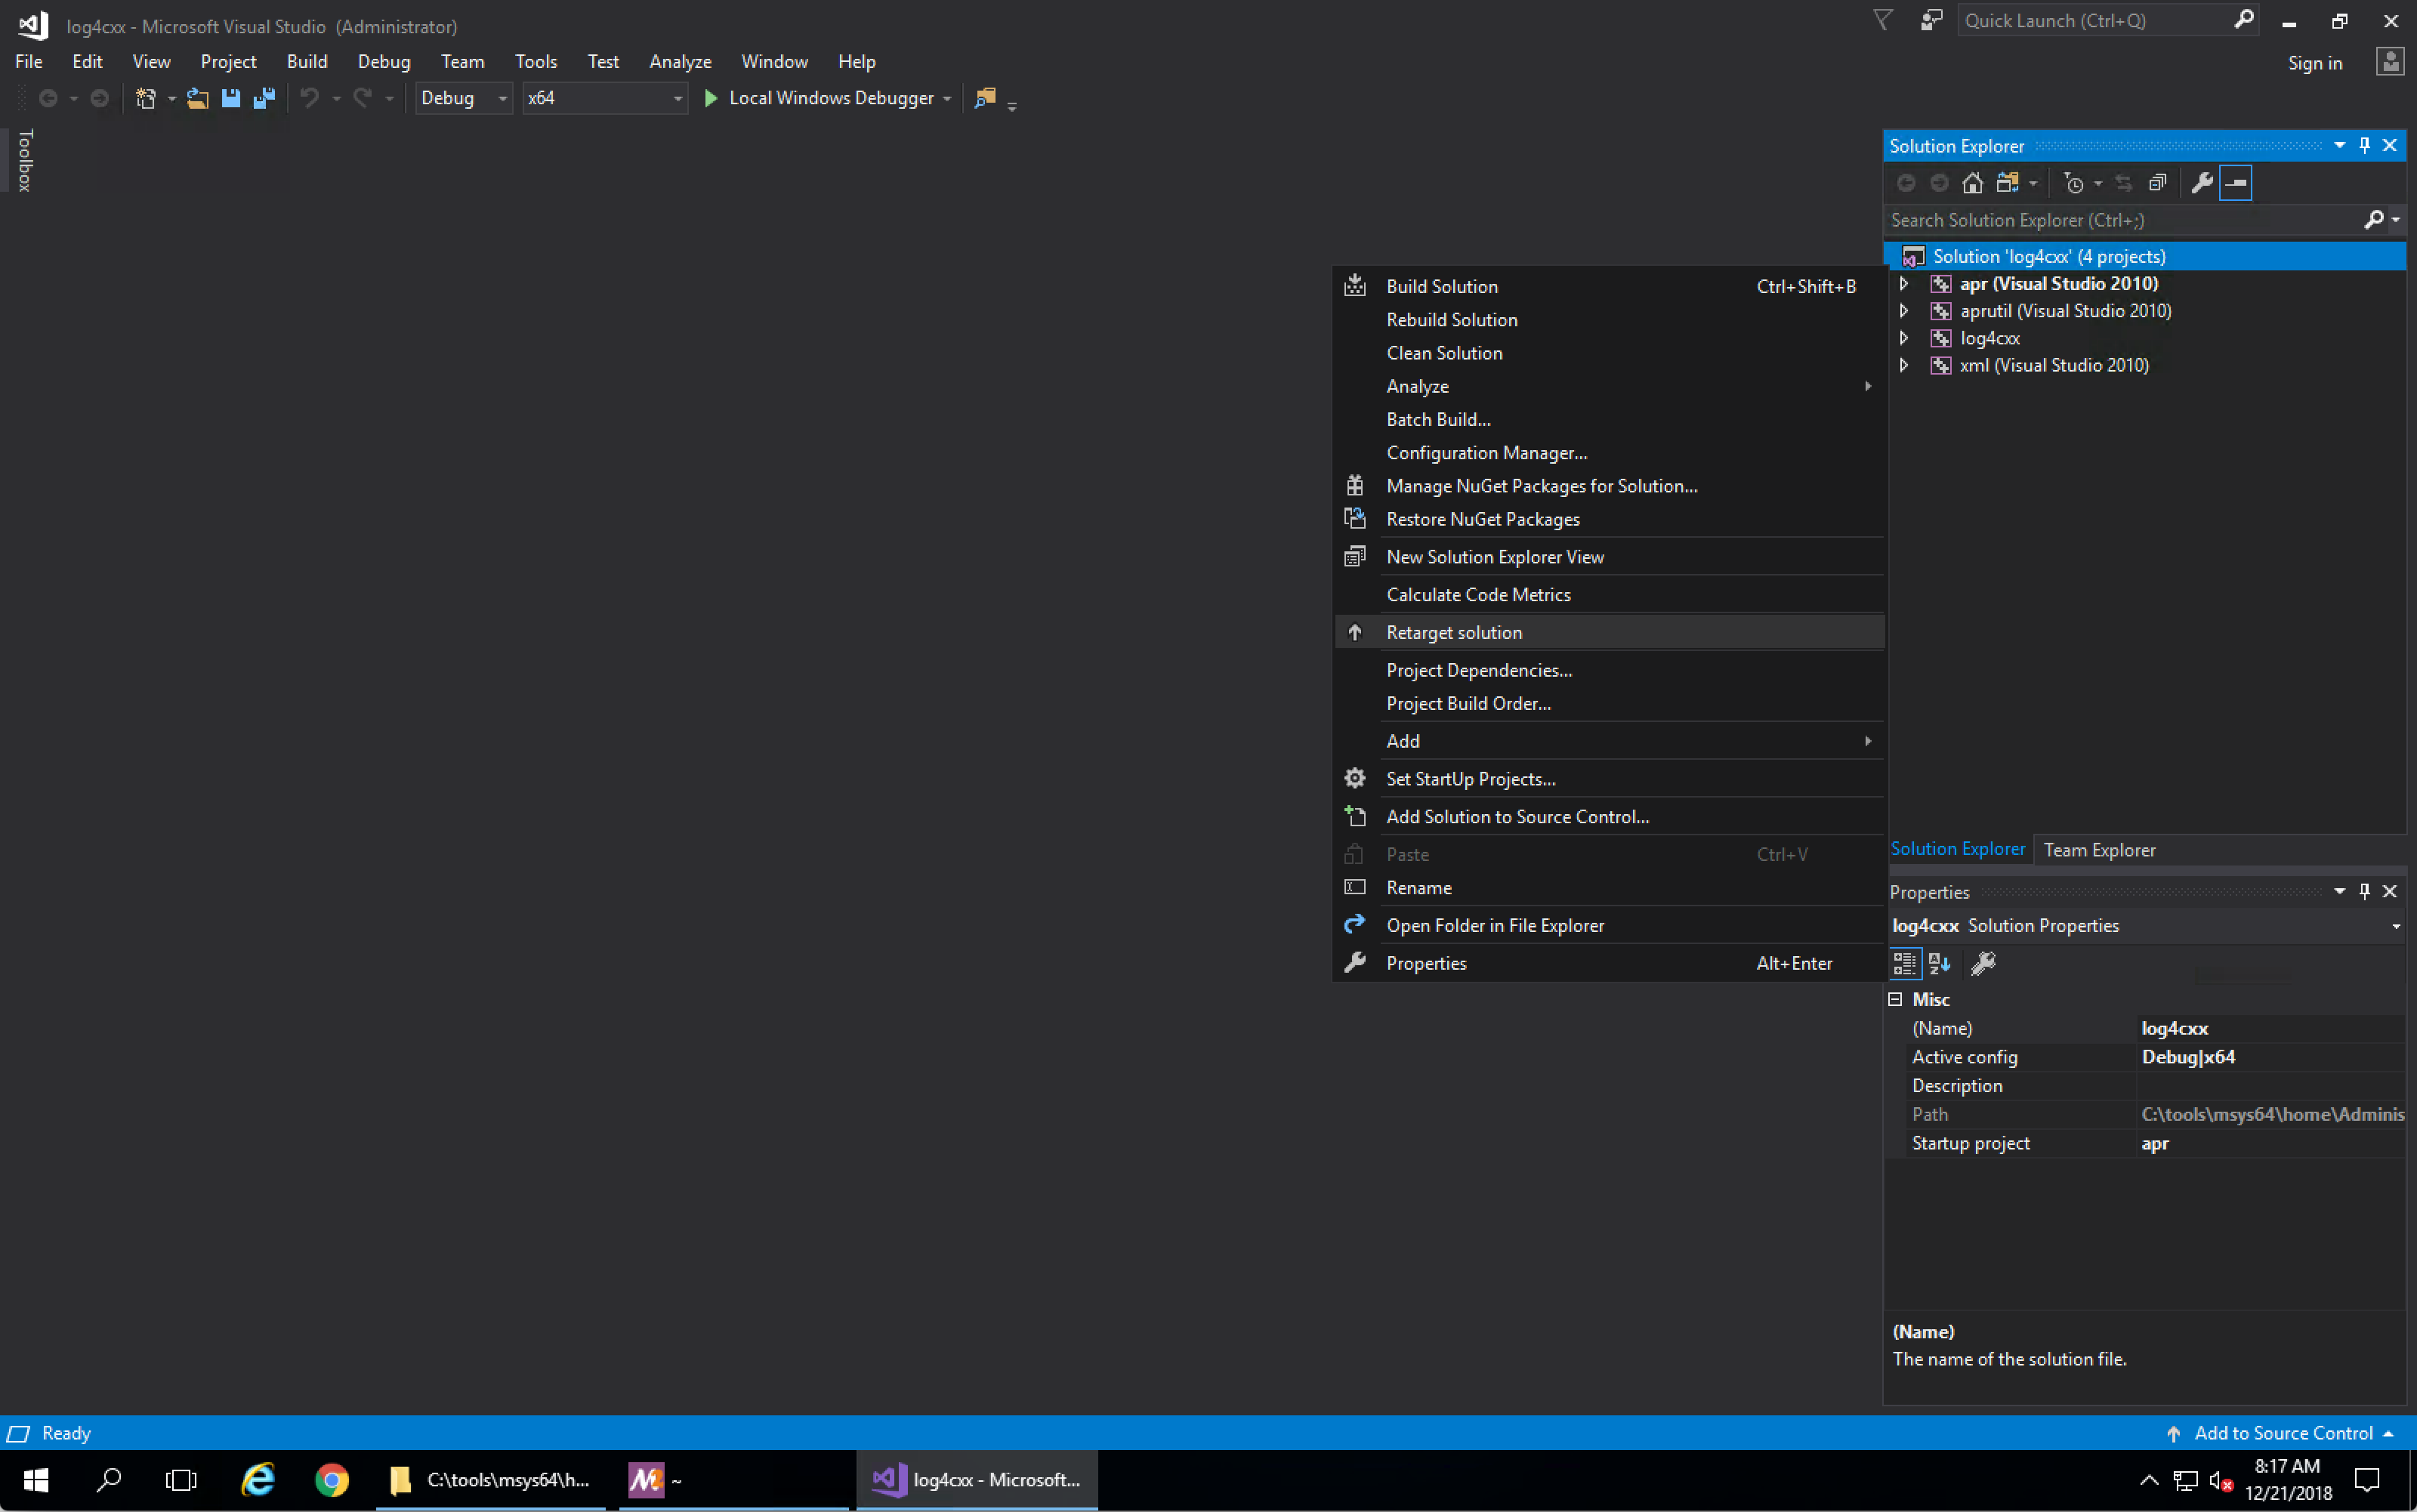 log4cxx - Microsoft Visual Studio (Administrator)
Quick Launch (Ctrl+Q)
File Edit View Project Build Debug Team Tools Test Analyze Window Help
Sign in
Debug x64 Local Windows Debugger
Toolbox
Solution Explorer
Search Solution Explorer (Ctrl+;)
Solution 'log4cxx' (4 projects)
apr (Visual Studio 2010)
aprutil (Visual Studio 2010)
log4cxx
xml (Visual Studio 2010)
Build Solution Ctrl+Shift+B
Rebuild Solution
Clean Solution
Analyze
Batch Build...
Configuration Manager...
Manage NuGet Packages for Solution...
Restore NuGet Packages
New Solution Explorer View
Calculate Code Metrics
Retarget solution
Project Dependencies...
Project Build Order...
Add
Set StartUp Projects...
Add Solution to Source Control...
Paste Ctrl+V
Rename
Open Folder in File Explorer
Properties Alt+Enter
Solution Explorer Team Explorer
Properties
log4cxx Solution Properties
Misc
(Name) log4cxx
Active config Debug|x64
Description
Path C:\tools\msys64\home\Adminis
Startup project apr
(Name)
The name of the solution file.
Ready
Add to Source Control
C:\tools\msys64\h...
~
log4cxx - Microsoft...
8:17 AM
12/21/2018